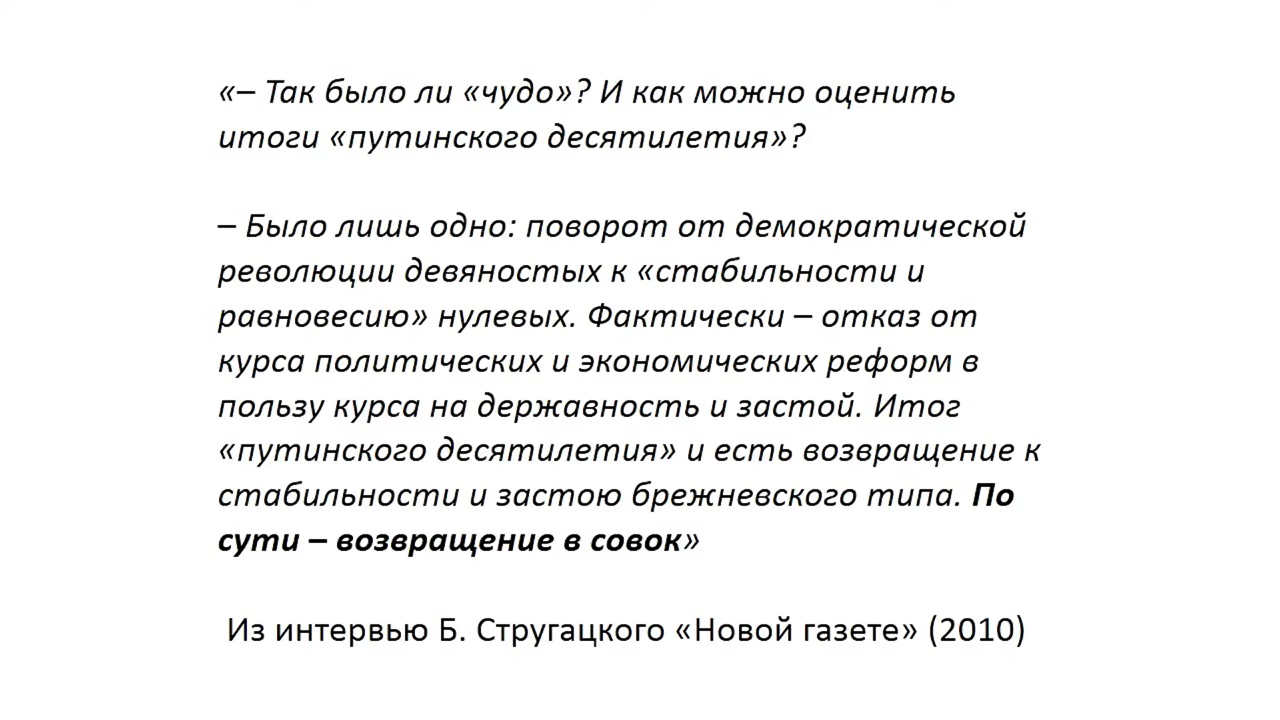 «– Так было ли «чудо»? И как можно оценить
итоги «путинского десятилетия»?
– Было лишь одно: поворот от демократической
революции девяностых к «стабильности и
равновесию» нулевых. Фактически – отказ от
курса политических и экономических реформ в
пользу курса на державность и застой. Итог
«путинского десятилетия» и есть возвращение к
стабильности и застою брежневского типа. По
сути – возвращение в совок»
Из интервью Б. Стругацкого «Новой газете» (2010)